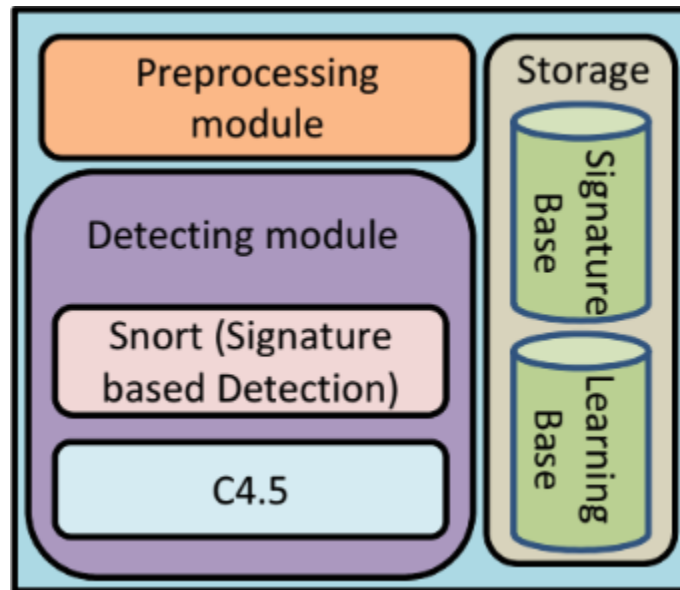 Preprocessing
module
Detecting module
Snort (Signature
based Detection)
C4.5
Storage
Signature
Base
Learning
Base